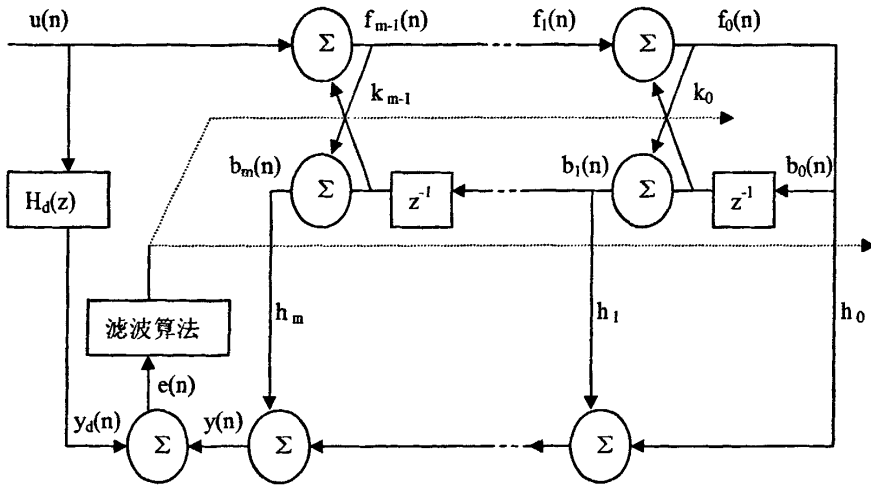 u(n) Σ f_{m-1}(n) f_1(n) Σ f_0(n)
k_{m-1} k_0
b_m(n) Σ z^{-1} b_1(n) Σ z^{-1} b_0(n)
H_d(z)
滤波算法 h_m h_1 h_0
e(n)
y_d(n) Σ y(n) Σ Σ